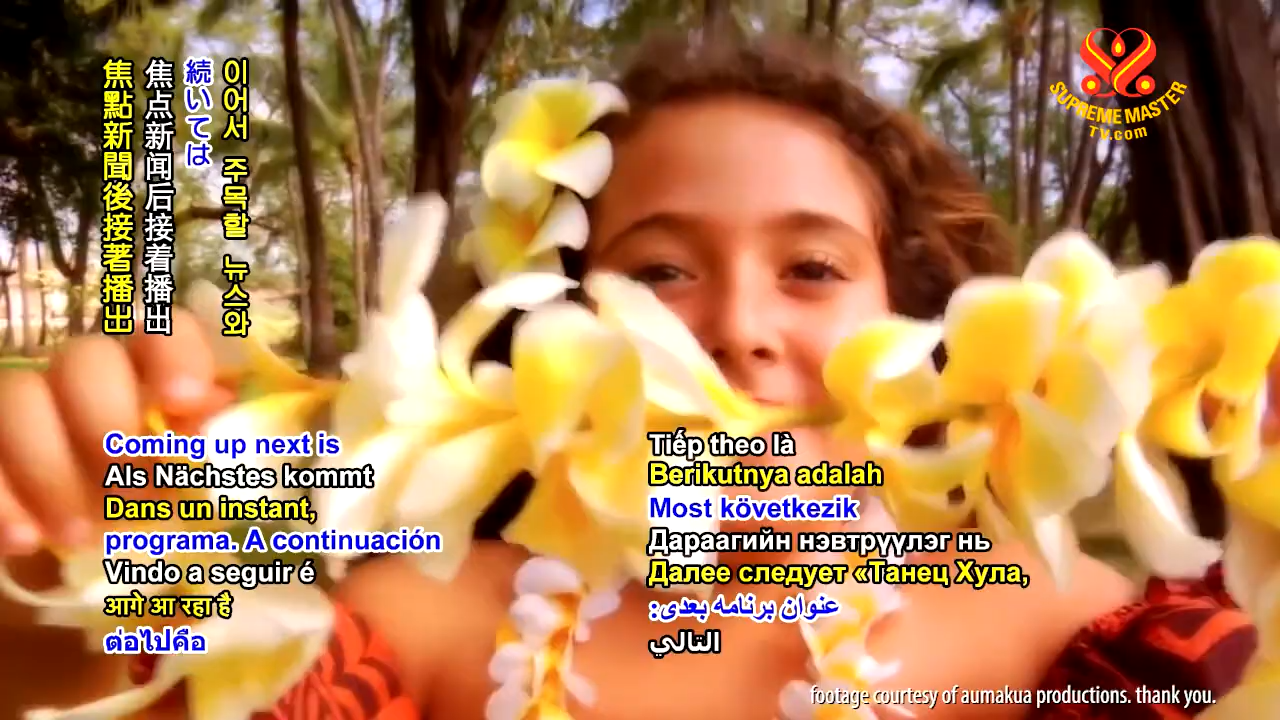 焦點新聞後接著播出
焦点新闻后接着播出
続いては
이어서 주목할 뉴스와
SUPREME MASTER
TV.com
Coming up next is
Als Nächstes kommt
Dans un instant,
programa. A continuación
Vindo a seguir é
आगे आ रहा है
ต่อไปคือ
Tiếp theo là
Berikutnya adalah
Most következik
Дараагийн нэвтрүүлэг нь
Далее следует «Танец Хула,
عنوان برنامه بعدی:
التالي
footage courtesy of aumakua productions. thank you.